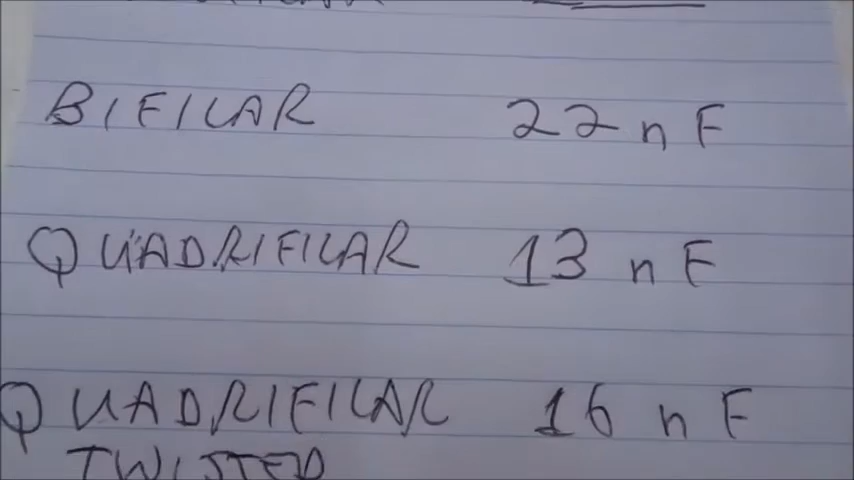 BIFILAR 22 nF
QUADRIFILAR 13 nF
QUADRIFILAR 16 nF
TWISTED